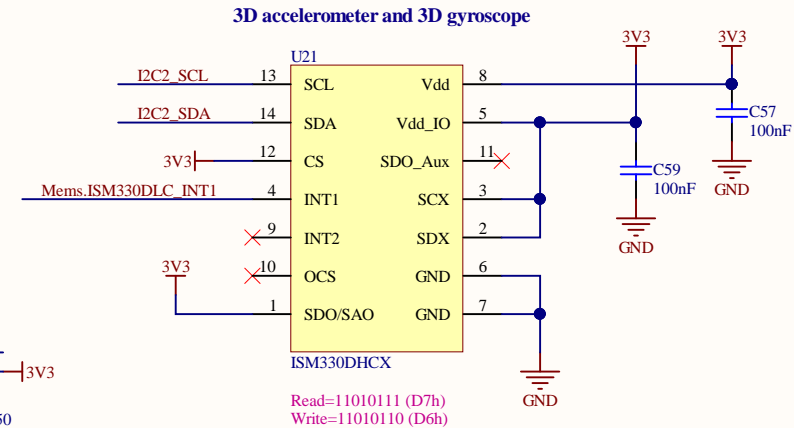 3D accelerometer and 3D gyroscope
3V3 3V3
U21
I2C2_SCL 13 SCL Vdd 8
C57
100nF
I2C2_SDA 14 SDA Vdd_IO 5
3V3 12 CS SDO_Aux 11
C59
100nF
GND
Mems.ISM330DLC_INT1 4 INT1 SCX 3
9 INT2 SDX 2
GND
3V3 10 OCS GND 6
1 SDO/SAO GND 7
ISM330DHCX
3V3
GND
Read=11010111 (D7h)
Write=11010110 (D6h)